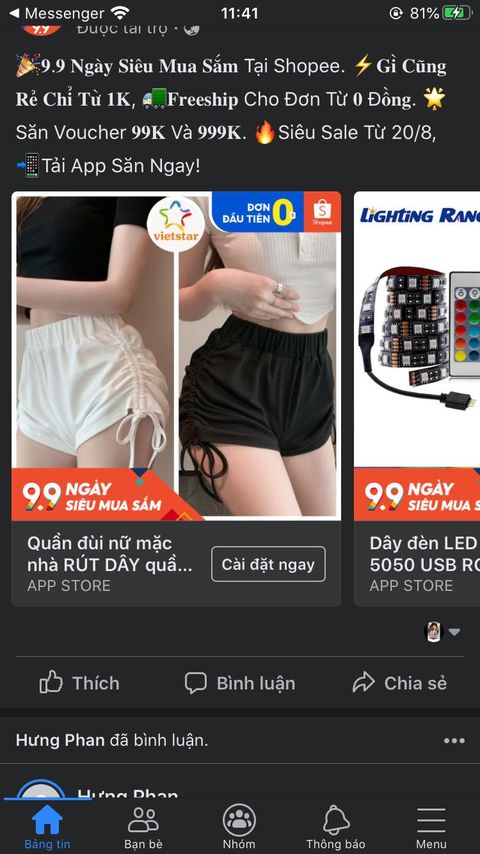 Messenger
11:41
81%
Được tài trợ ·
🎉9.9 Ngày Siêu Mua Sắm Tại Shopee. ⚡Gì Cũng
Rẻ Chỉ Từ 1K, 🚛Freeship Cho Đơn Từ 0 Đồng. 🌟
Săn Voucher 99K Và 999K. 🔥Siêu Sale Từ 20/8,
📲Tải App Săn Ngay!
vietstar
ĐƠN
ĐẦU TIÊN 0đ
Shopee
9.9 NGÀY
SIÊU MUA SẮM
Quần đùi nữ mặc
nhà RÚT DÂY quầ...
APP STORE
Cài đặt ngay
LIGHTING RANG
9.9 NGÀY
SIÊU MUA S
Dây đèn LED
5050 USB RG
APP STORE
Thích
Bình luận
Chia sẻ
Hưng Phan đã bình luận.
Hưng Phan
Bảng tin
Bạn bè
Nhóm
Thông báo
Menu